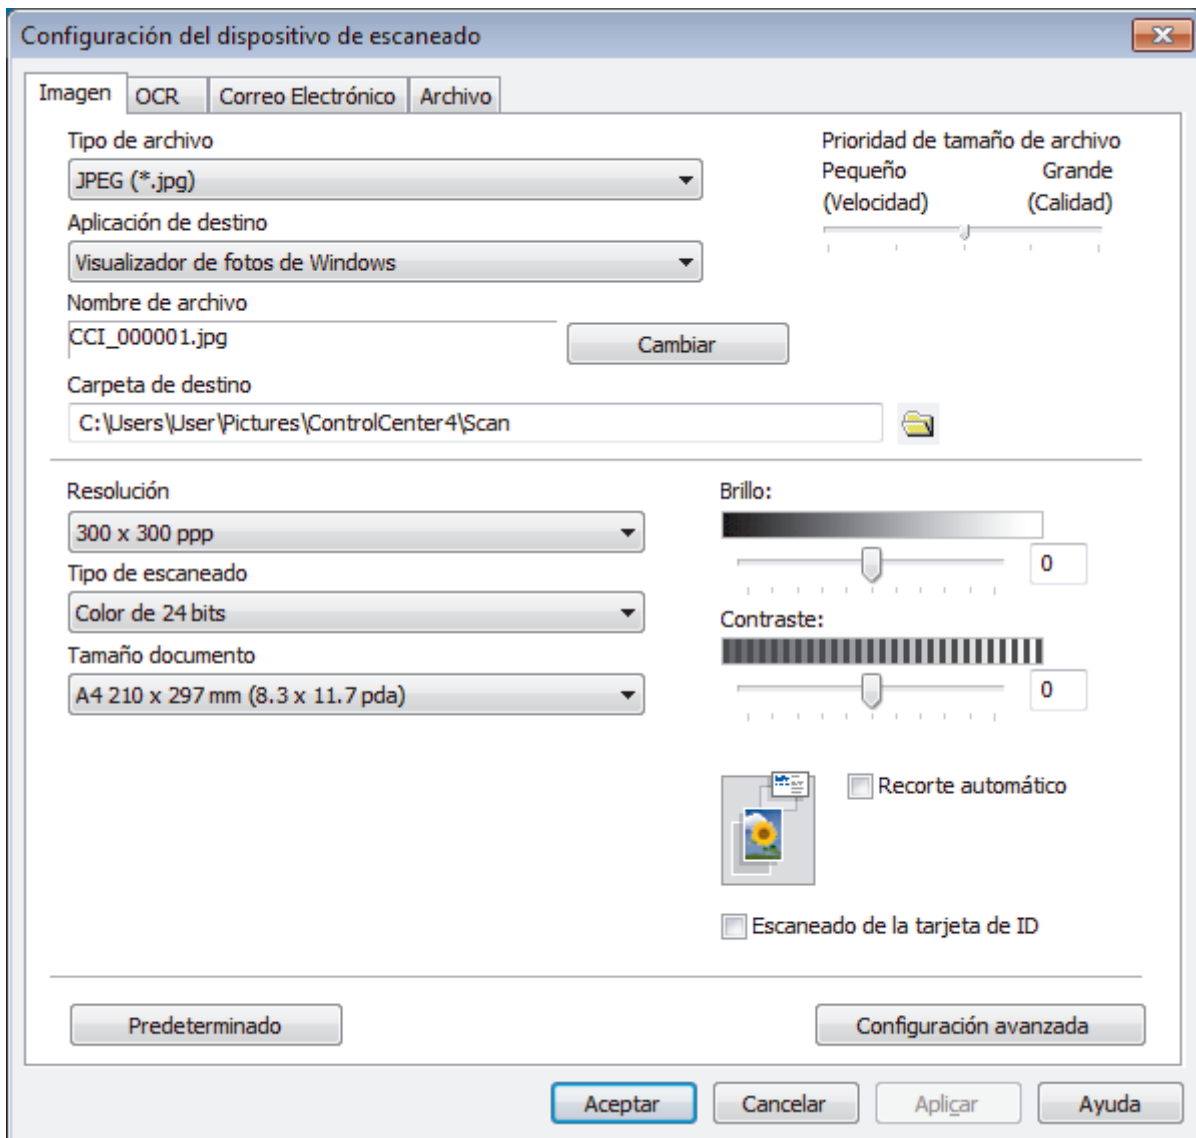 Configuración del dispositivo de escaneado
Imagen OCR Correo Electrónico Archivo
Tipo de archivo
JPEG (*.jpg)
Aplicación de destino
Visualizador de fotos de Windows
Nombre de archivo
CCI_000001.jpg
Cambiar
Carpeta de destino
C:\Users\User\Pictures\ControlCenter4\Scan
Prioridad de tamaño de archivo
Pequeño Grande
(Velocidad) (Calidad)
Resolución
300 x 300 ppp
Tipo de escaneado
Color de 24 bits
Tamaño documento
A4 210 x 297 mm (8.3 x 11.7 pda)
Brillo:
0
Contraste:
0
Recorte automático
Escaneado de la tarjeta de ID
Predeterminado Configuración avanzada
Aceptar Cancelar Aplicar Ayuda